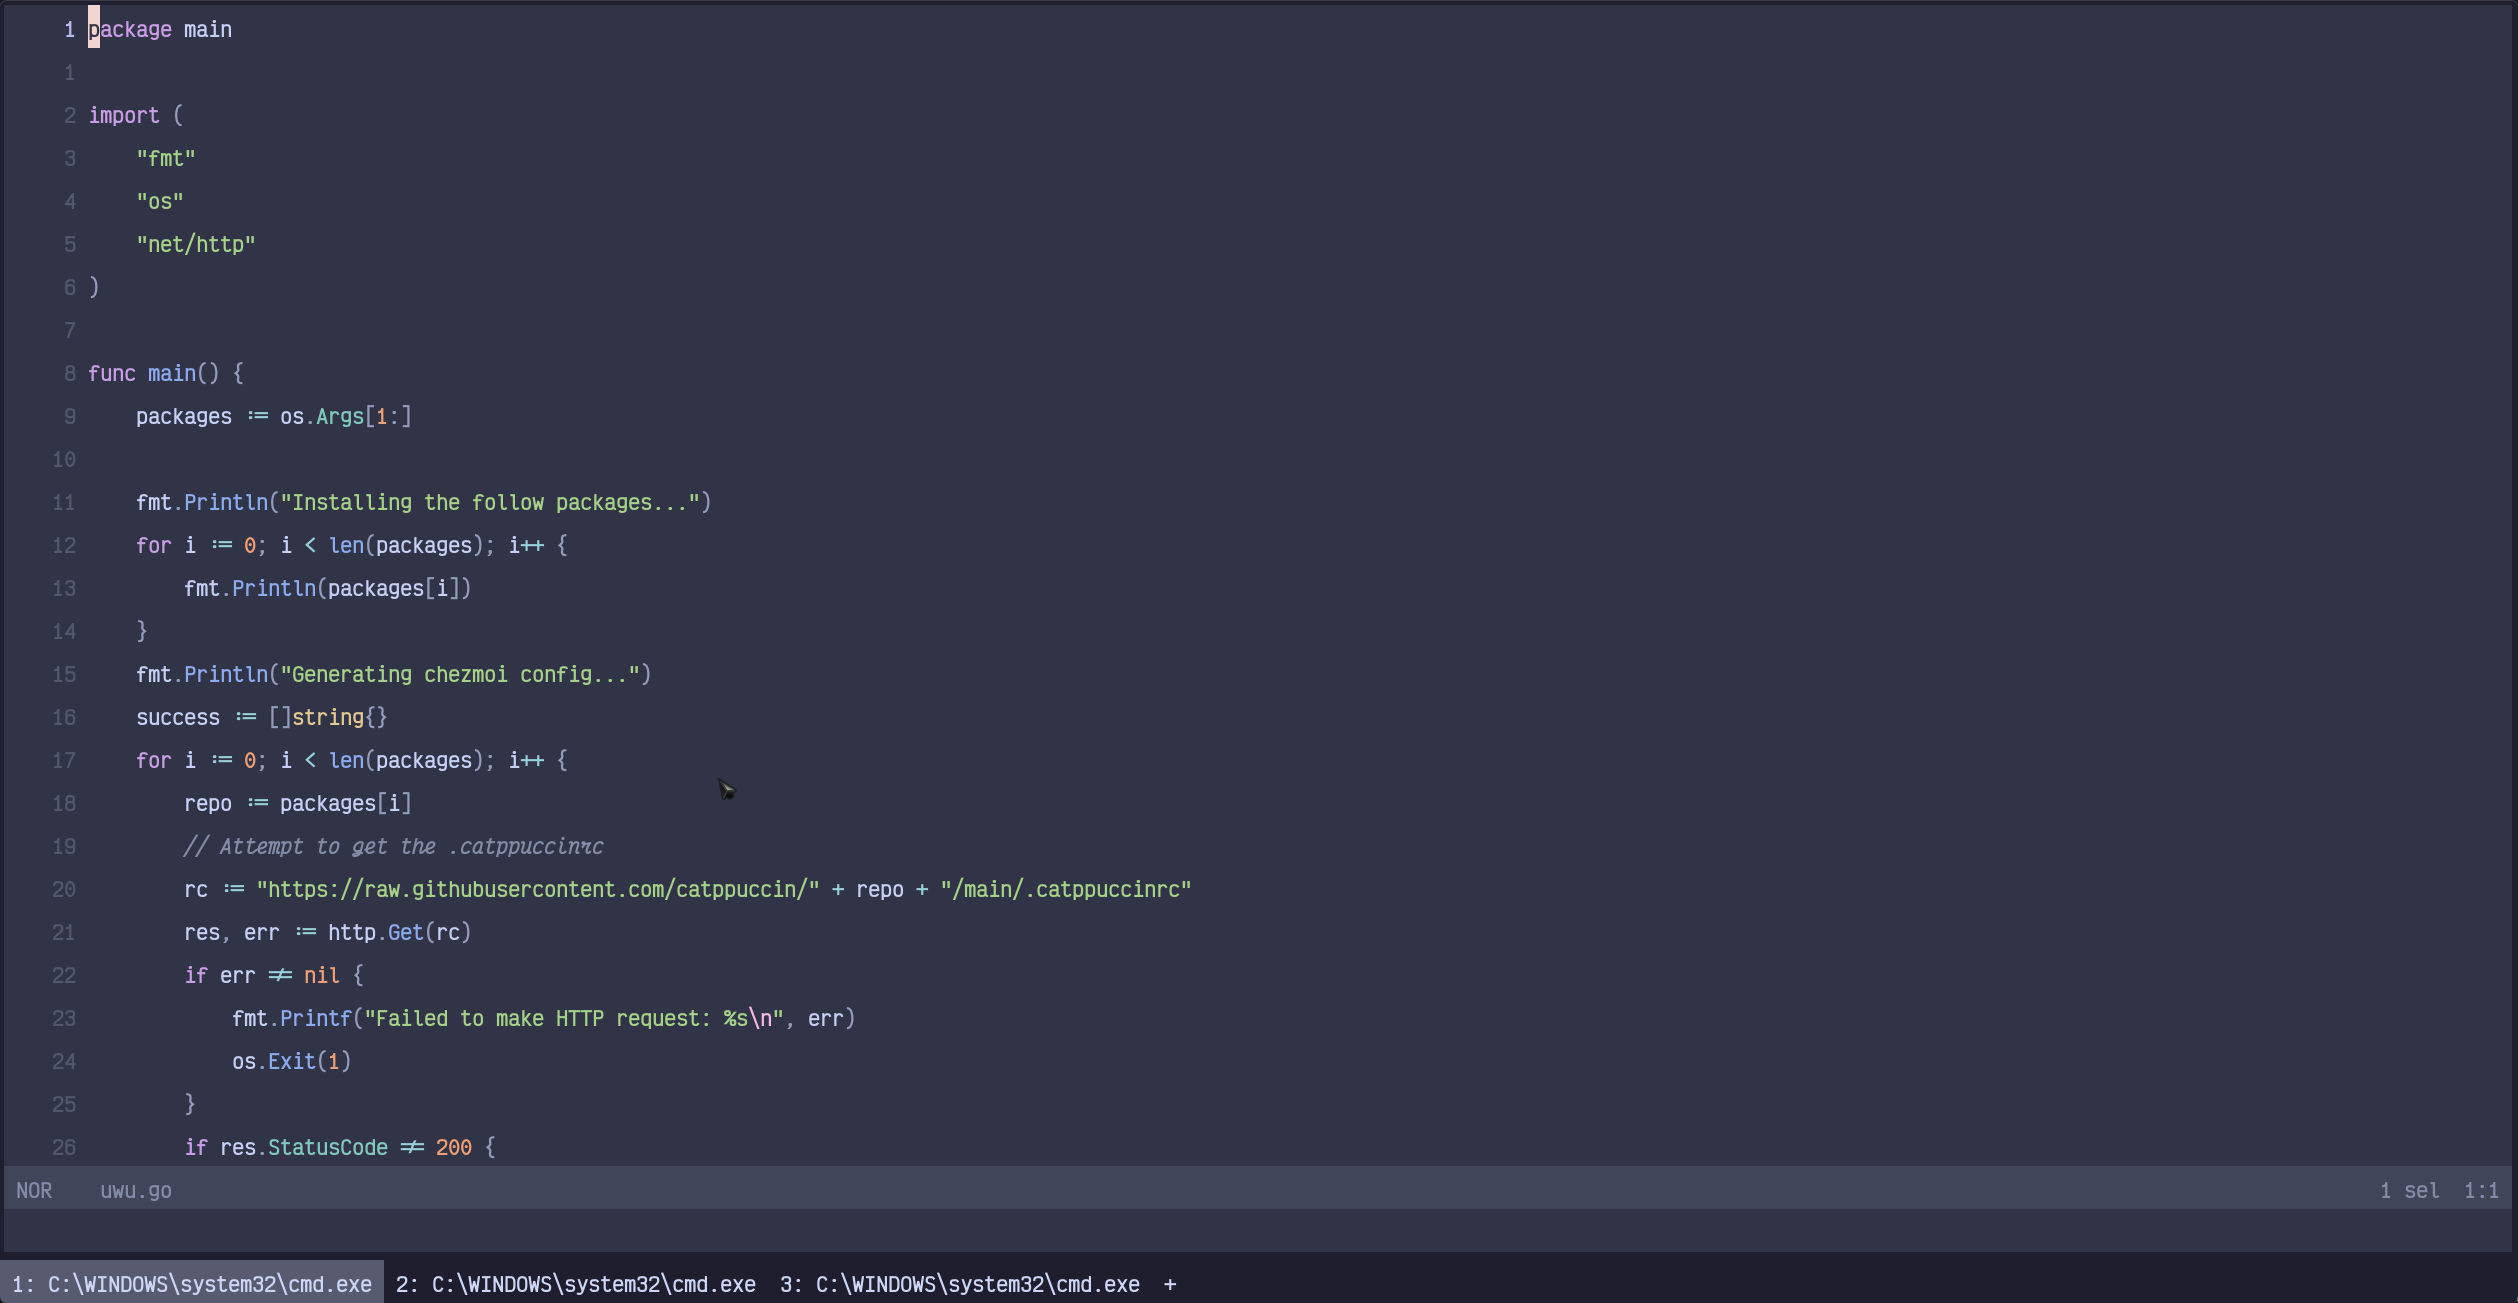 1 package main
1
2 import (
3     "fmt"
4     "os"
5     "net/http"
6 )
7
8 func main() {
9     packages := os.Args[1:]
10
11     fmt.Println("Installing the follow packages...")
12     for i := 0; i < len(packages); i++ {
13         fmt.Println(packages[i])
14     }
15     fmt.Println("Generating chezmoi config...")
16     success := []string{}
17     for i := 0; i < len(packages); i++ {
18         repo := packages[i]
19         // Attempt to get the .catppuccinrc
20         rc := "https://raw.githubusercontent.com/catppuccin/" + repo + "/main/.catppuccinrc"
21         res, err := http.Get(rc)
22         if err != nil {
23             fmt.Printf("Failed to make HTTP request: %s\n", err)
24             os.Exit(1)
25         }
26         if res.StatusCode != 200 {
NOR    uwu.go    1 sel  1:1
1: C:\WINDOWS\system32\cmd.exe  2: C:\WINDOWS\system32\cmd.exe  3: C:\WINDOWS\system32\cmd.exe  +